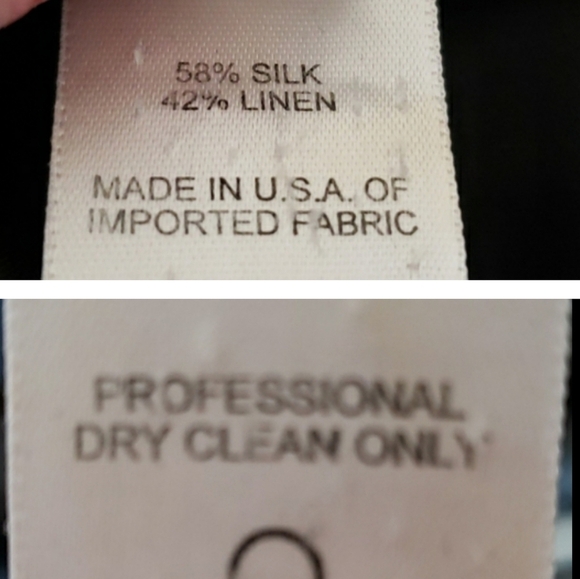 58% SILK
42% LINEN
MADE IN U.S.A. OF
IMPORTED FABRIC
PROFESSIONAL
DRY CLEAN ONLY